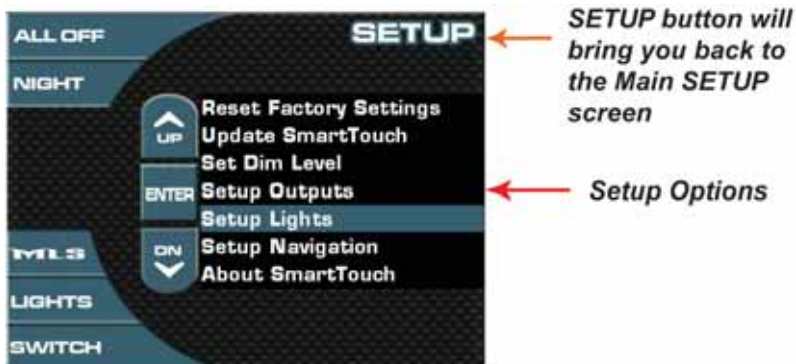 ALL OFF
NIGHT
SETUP
UP
ENTER
DN
Reset Factory Settings
Update SmartTouch
Set Dim Level
Setup Outputs
Setup Lights
Setup Navigation
About SmartTouch
MLS
LIGHTS
SWITCH
SETUP button will
bring you back to
the Main SETUP
screen
Setup Options